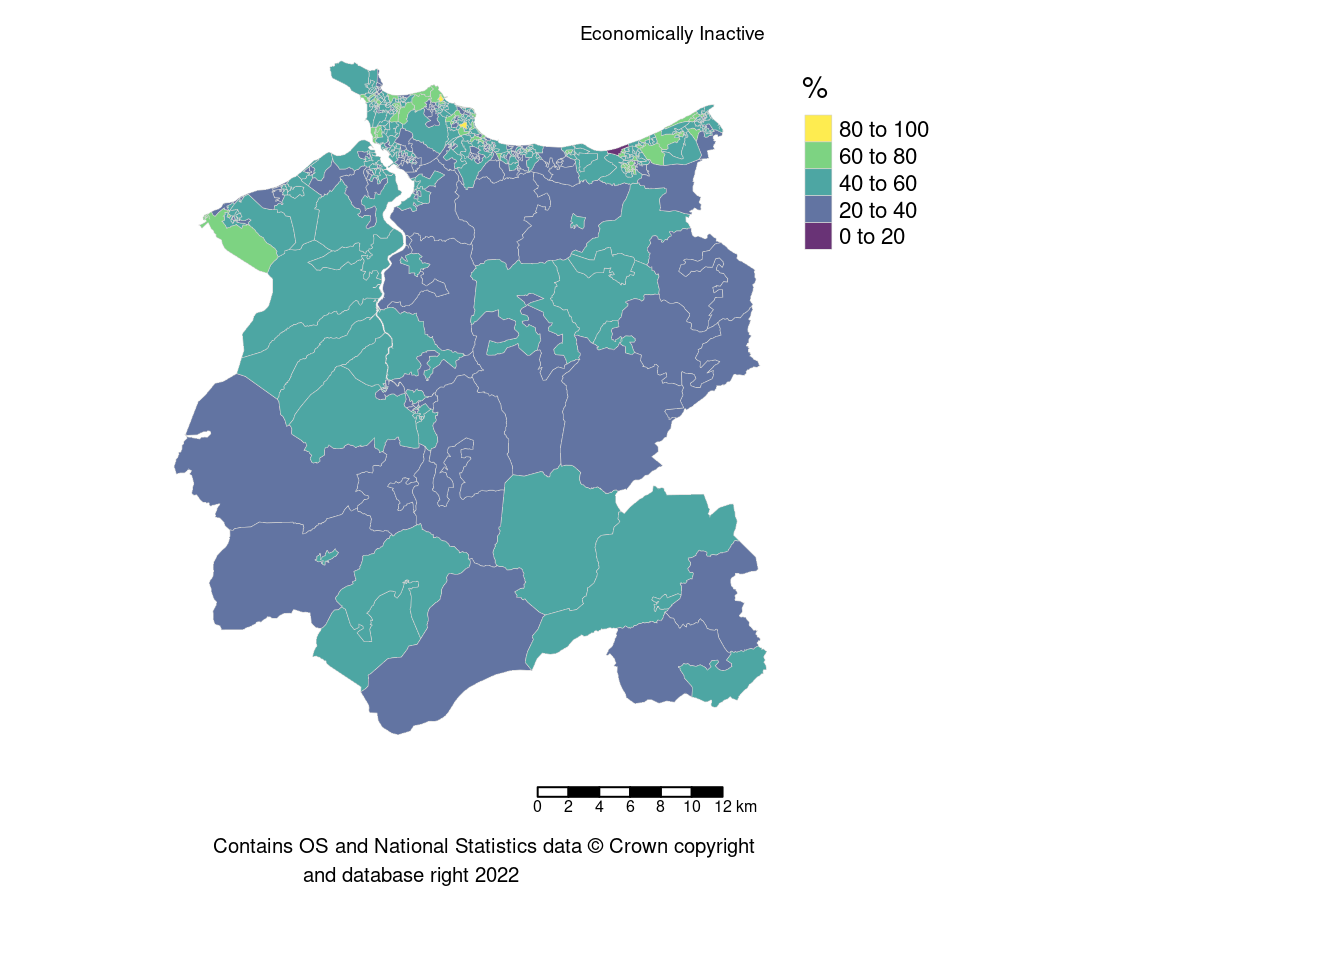 Economically Inactive
%
80 to 100
60 to 80
40 to 60
20 to 40
0 to 20
0 2 4 6 8 10 12 km
Contains OS and National Statistics data © Crown copyright
and database right 2022